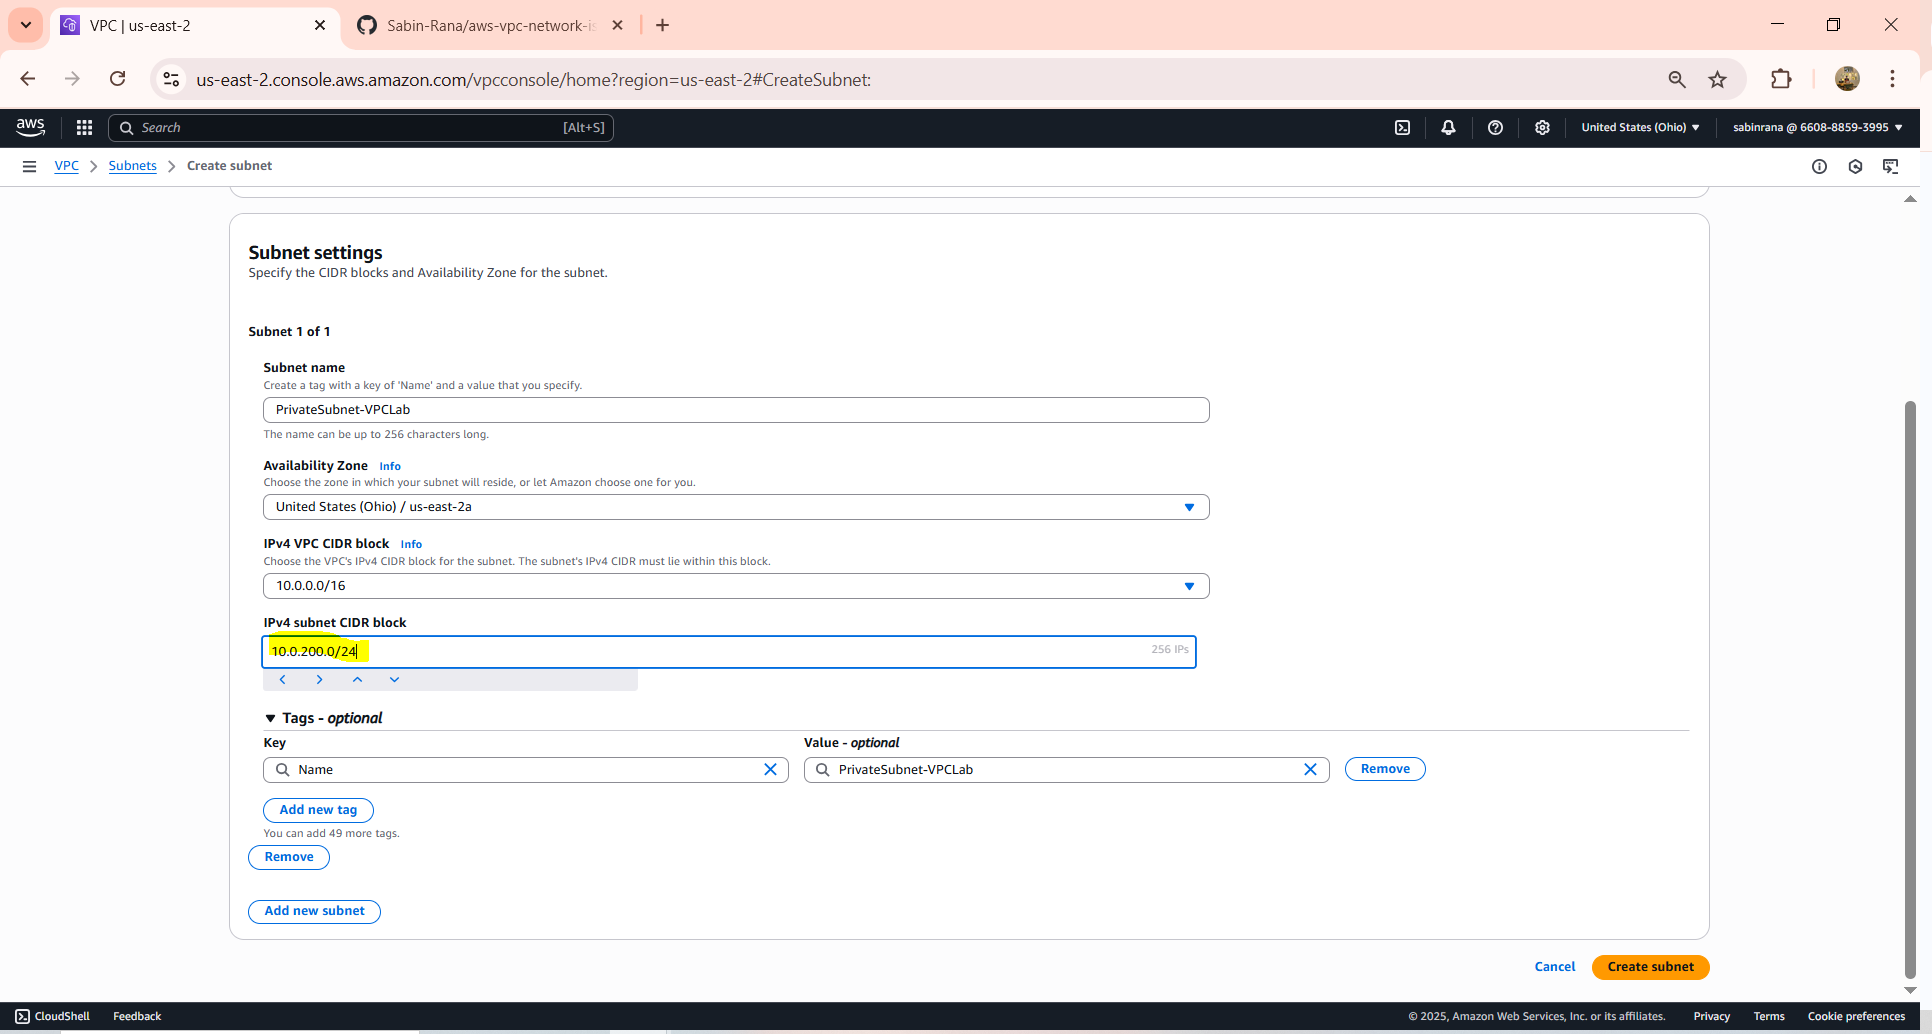 VPC | us-east-2
Sabin-Rana/aws-vpc-network-is
us-east-2.console.aws.amazon.com/vpcconsole/home?region=us-east-2#CreateSubnet:
aws
Search
[Alt+S]
United States (Ohio)
sabinrana @ 6608-8859-3995
VPC
Subnets
Create subnet
Subnet settings
Specify the CIDR blocks and Availability Zone for the subnet.
Subnet 1 of 1
Subnet name
Create a tag with a key of 'Name' and a value that you specify.
PrivateSubnet-VPCLab
The name can be up to 256 characters long.
Availability Zone Info
Choose the zone in which your subnet will reside, or let Amazon choose one for you.
United States (Ohio) / us-east-2a
IPv4 VPC CIDR block Info
Choose the VPC's IPv4 CIDR block for the subnet. The subnet's IPv4 CIDR must lie within this block.
10.0.0.0/16
IPv4 subnet CIDR block
10.0.200.0/24
256 IPs
Tags - optional
Key
Value - optional
Name
PrivateSubnet-VPCLab
Remove
Add new tag
You can add 49 more tags.
Remove
Add new subnet
Cancel
Create subnet
CloudShell
Feedback
© 2025, Amazon Web Services, Inc. or its affiliates.
Privacy
Terms
Cookie preferences